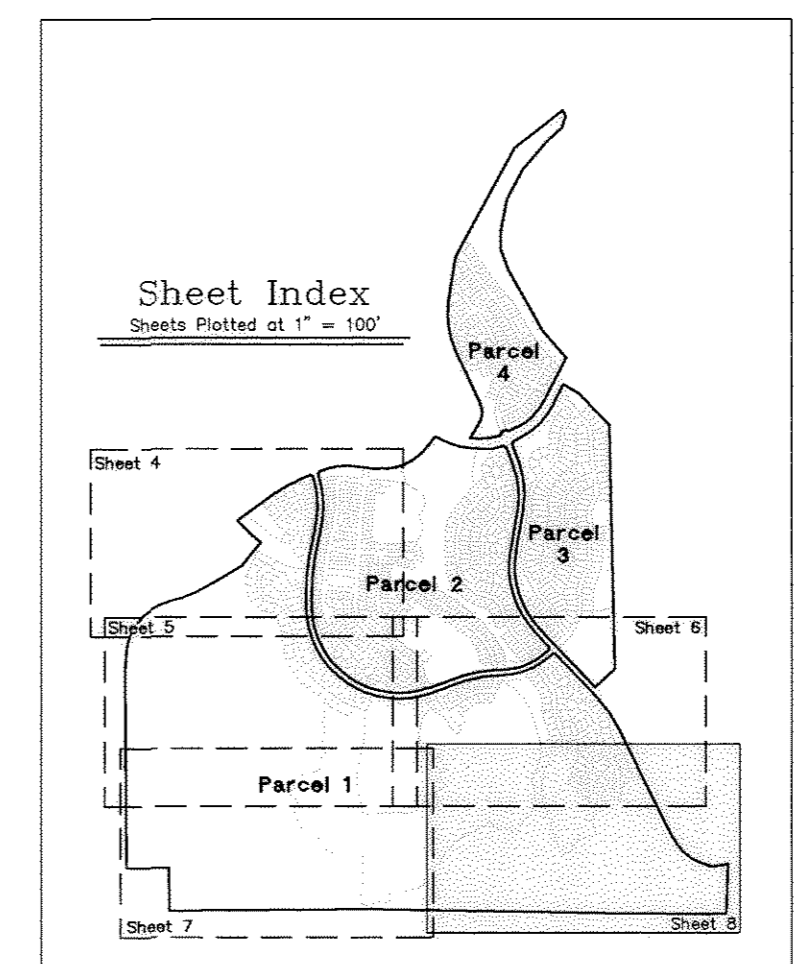 Sheet Index
Sheets Plotted at 1" = 100'
Parcel
4
Sheet 4
Parcel
3
Parcel 2
Sheet 5
Sheet 6
Parcel 1
Sheet 7
Sheet 8